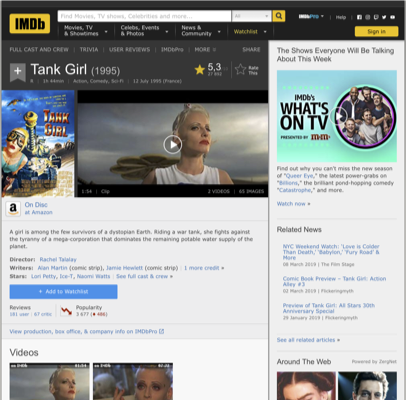 IMDb
Find Movies, TV shows, Celebrities and more...
All
IMDbPro
Help
Movies, TV
& Showtimes
Celebs, Events
& Photos
News &
Community
Watchlist
Sign in
FULL CAST AND CREW | TRIVIA | USER REVIEWS | IMDbPro | MORE
SHARE
+
Tank Girl (1995)
5,3
Rate
This
1h 44min | Action, Comedy, Sci-Fi | 12 July 1995 (France)
TANK
GIRL
1:54 | Clip
2 VIDEOS | 65 IMAGES
a
On Disc
at Amazon
A girl is among the few survivors of a dystopian Earth. Riding a war tank, she fights
against the tyranny of a mega-corporation that dominates the remaining potable water supply of the
planet.
Director: Rachel Talalay
Writers: Alan Martin (comic strip), Jamie Hewlett (comic strip) | 1 more credit »
Stars: Lori Petty, Ice-T, Naomi Watts | See full cast & crew »
+ Add to Watchlist
Reviews
181 user | 67 critic
Popularity
View production, box office, & company info on IMDbPro
Videos
The Shows Everyone Will Be Talking
About This Week
IMDb's
WHAT'S
ON TV
PRESENTED BY m&m's
Find out why you can't miss the new season
of "Queer Eye," the latest power-grabs on
"Billions," the brilliant pond-hopping comedy
"Catastrophe," and more.
Watch now »
Related News
NYC Weekend Watch: 'Love is Colder
Than Death,' 'Babylon,' 'Fury Road' &
More
08 March 2019 | The Film Stage
Comic Book Preview – Tank Girl: Action
Alley #3
02 March 2019 | Flickeringmyth
Preview of Tank Girl: All Stars 30th
Anniversary Special
See all related articles »
Around The Web
Powered by ZergNet